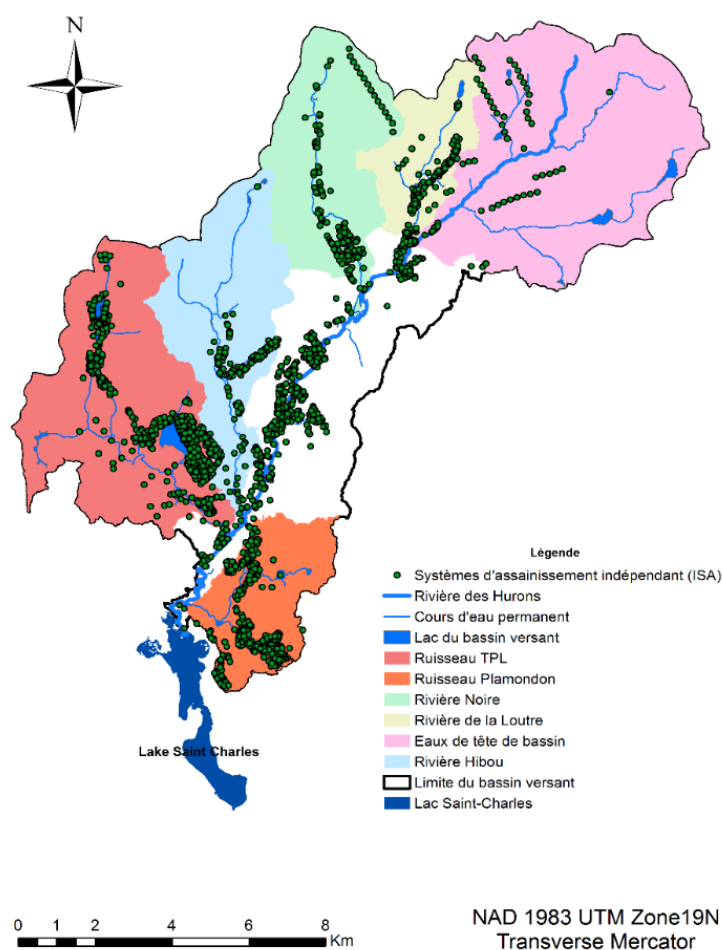 N
Lake Saint Charles
Légende
Systèmes d'assainissement indépendant (ISA)
Rivière des Hurons
Cours d'eau permanent
Lac du bassin versant
Ruisseau TPL
Ruisseau Plamondon
Rivière Noire
Rivière de la Loutre
Eaux de tête de bassin
Rivière Hibou
Limite du bassin versant
Lac Saint-Charles
0 1 2 4 6 8
Km
NAD 1983 UTM Zone19N
Transverse Mercator